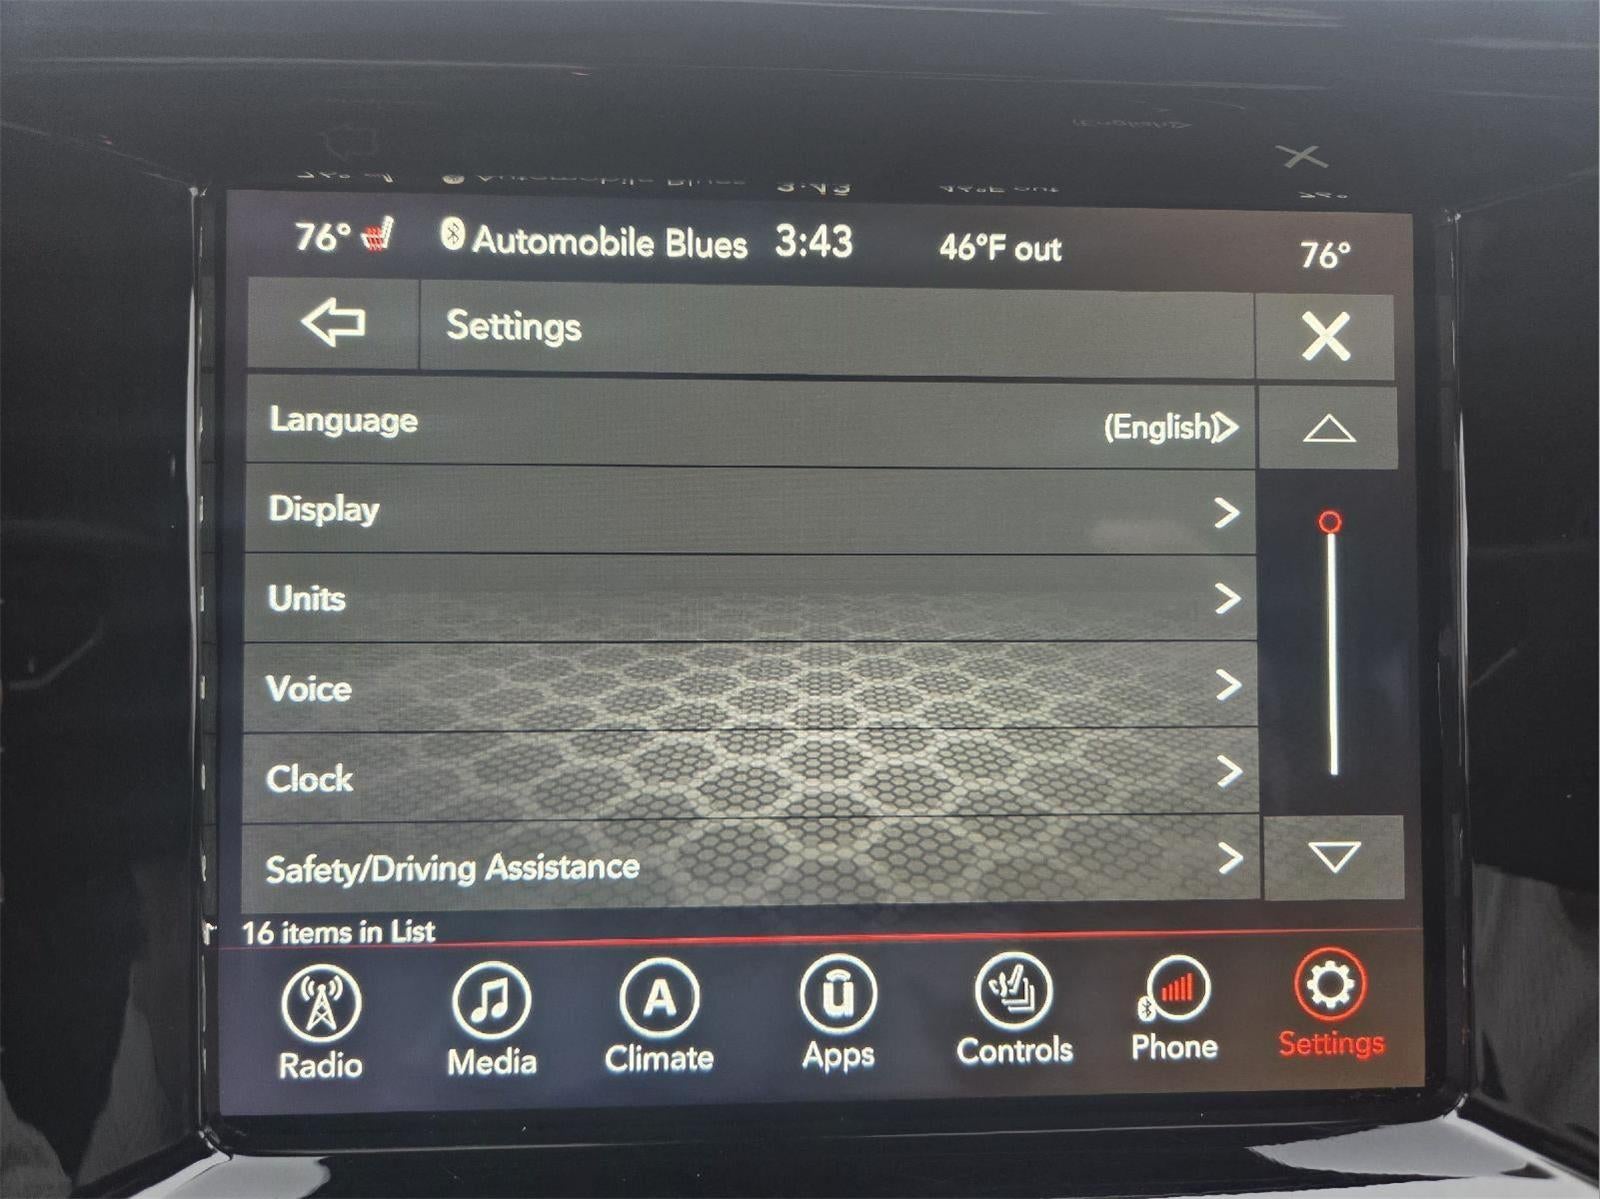 76° Automobile Blues 3:43 46°F out 76°
Settings
Language (English)
Display
Units
Voice
Clock
Safety/Driving Assistance
16 items in List
A
Radio Media Climate Apps Controls Phone Settings